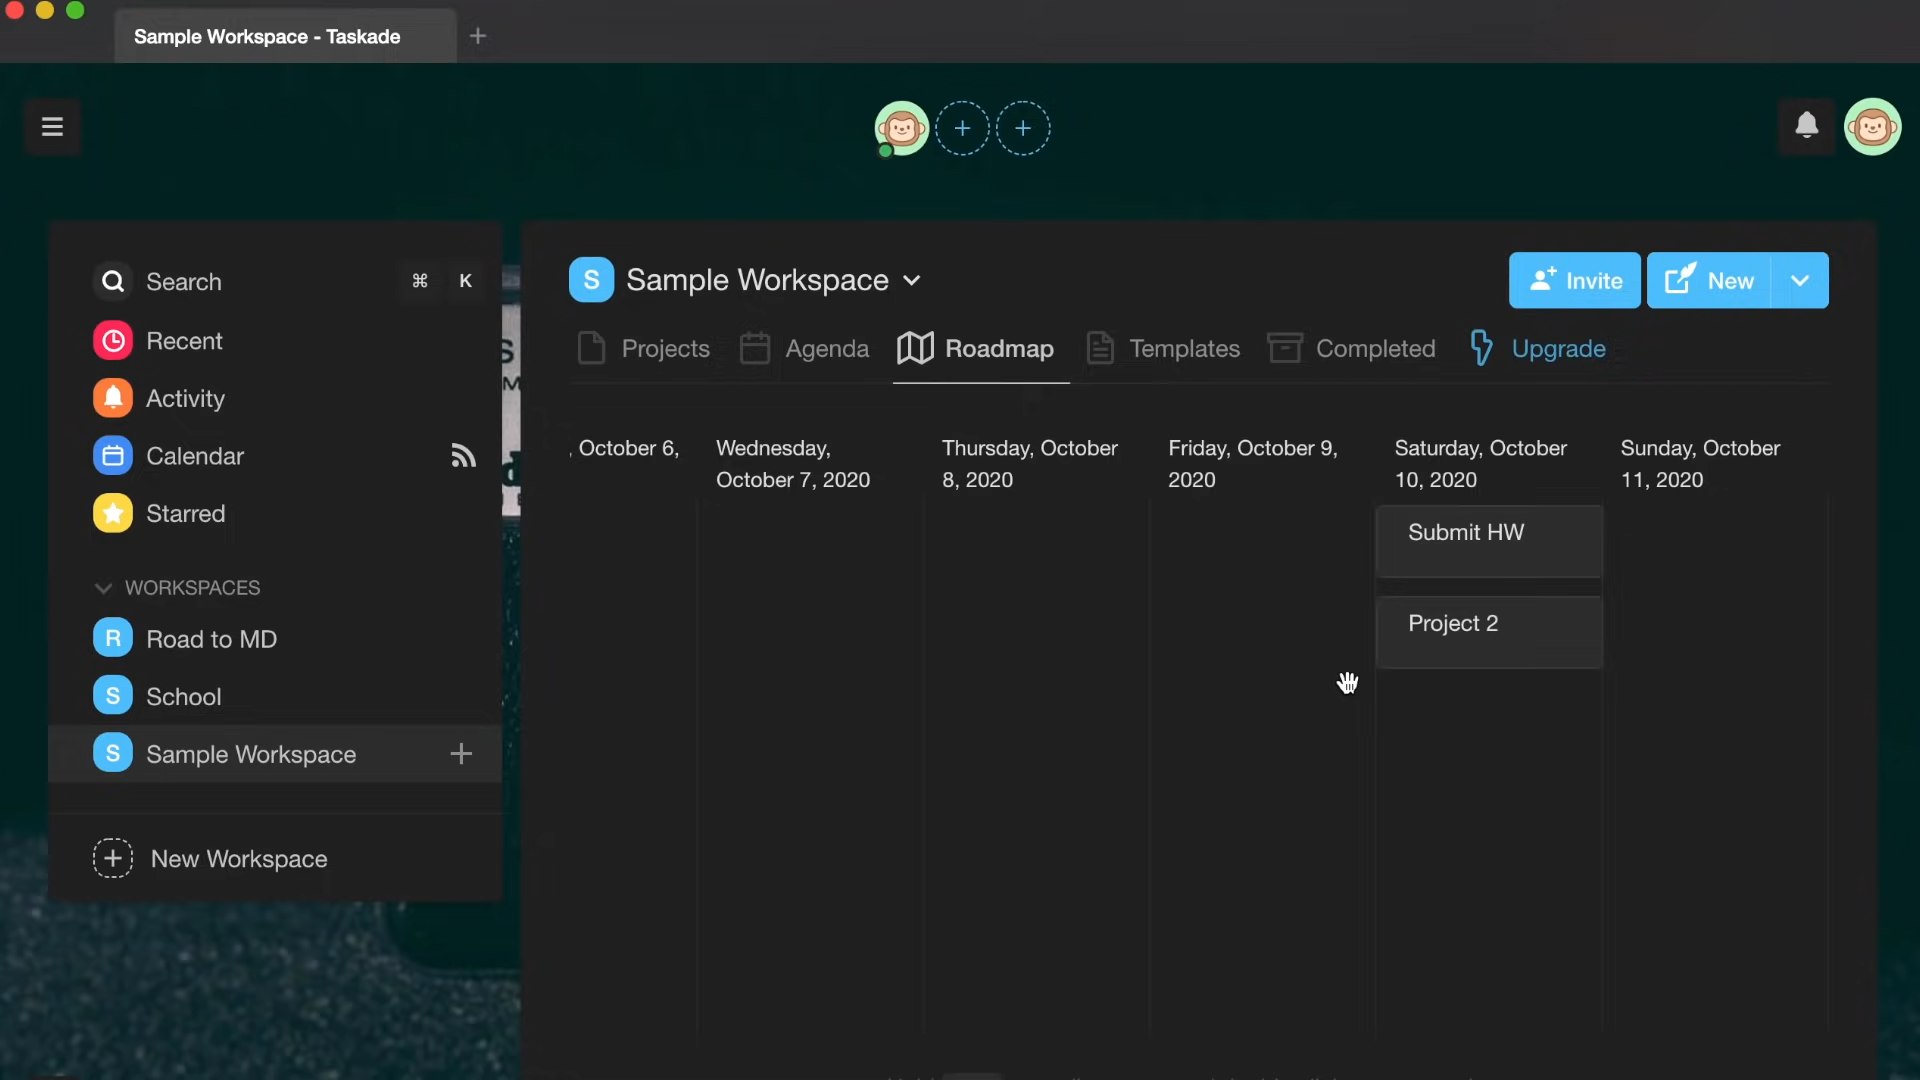 Sample Workspace - Taskade
Search ⌘ K
Recent
Activity
Calendar
Starred
WORKSPACES
R Road to MD
S School
S Sample Workspace
New Workspace
S Sample Workspace
Invite
New
Projects
Agenda
Roadmap
Templates
Completed
Upgrade
, October 6,
Wednesday,
October 7, 2020
Thursday, October
8, 2020
Friday, October 9,
2020
Saturday, October
10, 2020
Sunday, October
11, 2020
Submit HW
Project 2